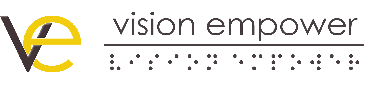 ve
vision empower
⠧⠊⠎⠊⠕⠝ ⠑⠍⠏⠕⠺⠑⠗